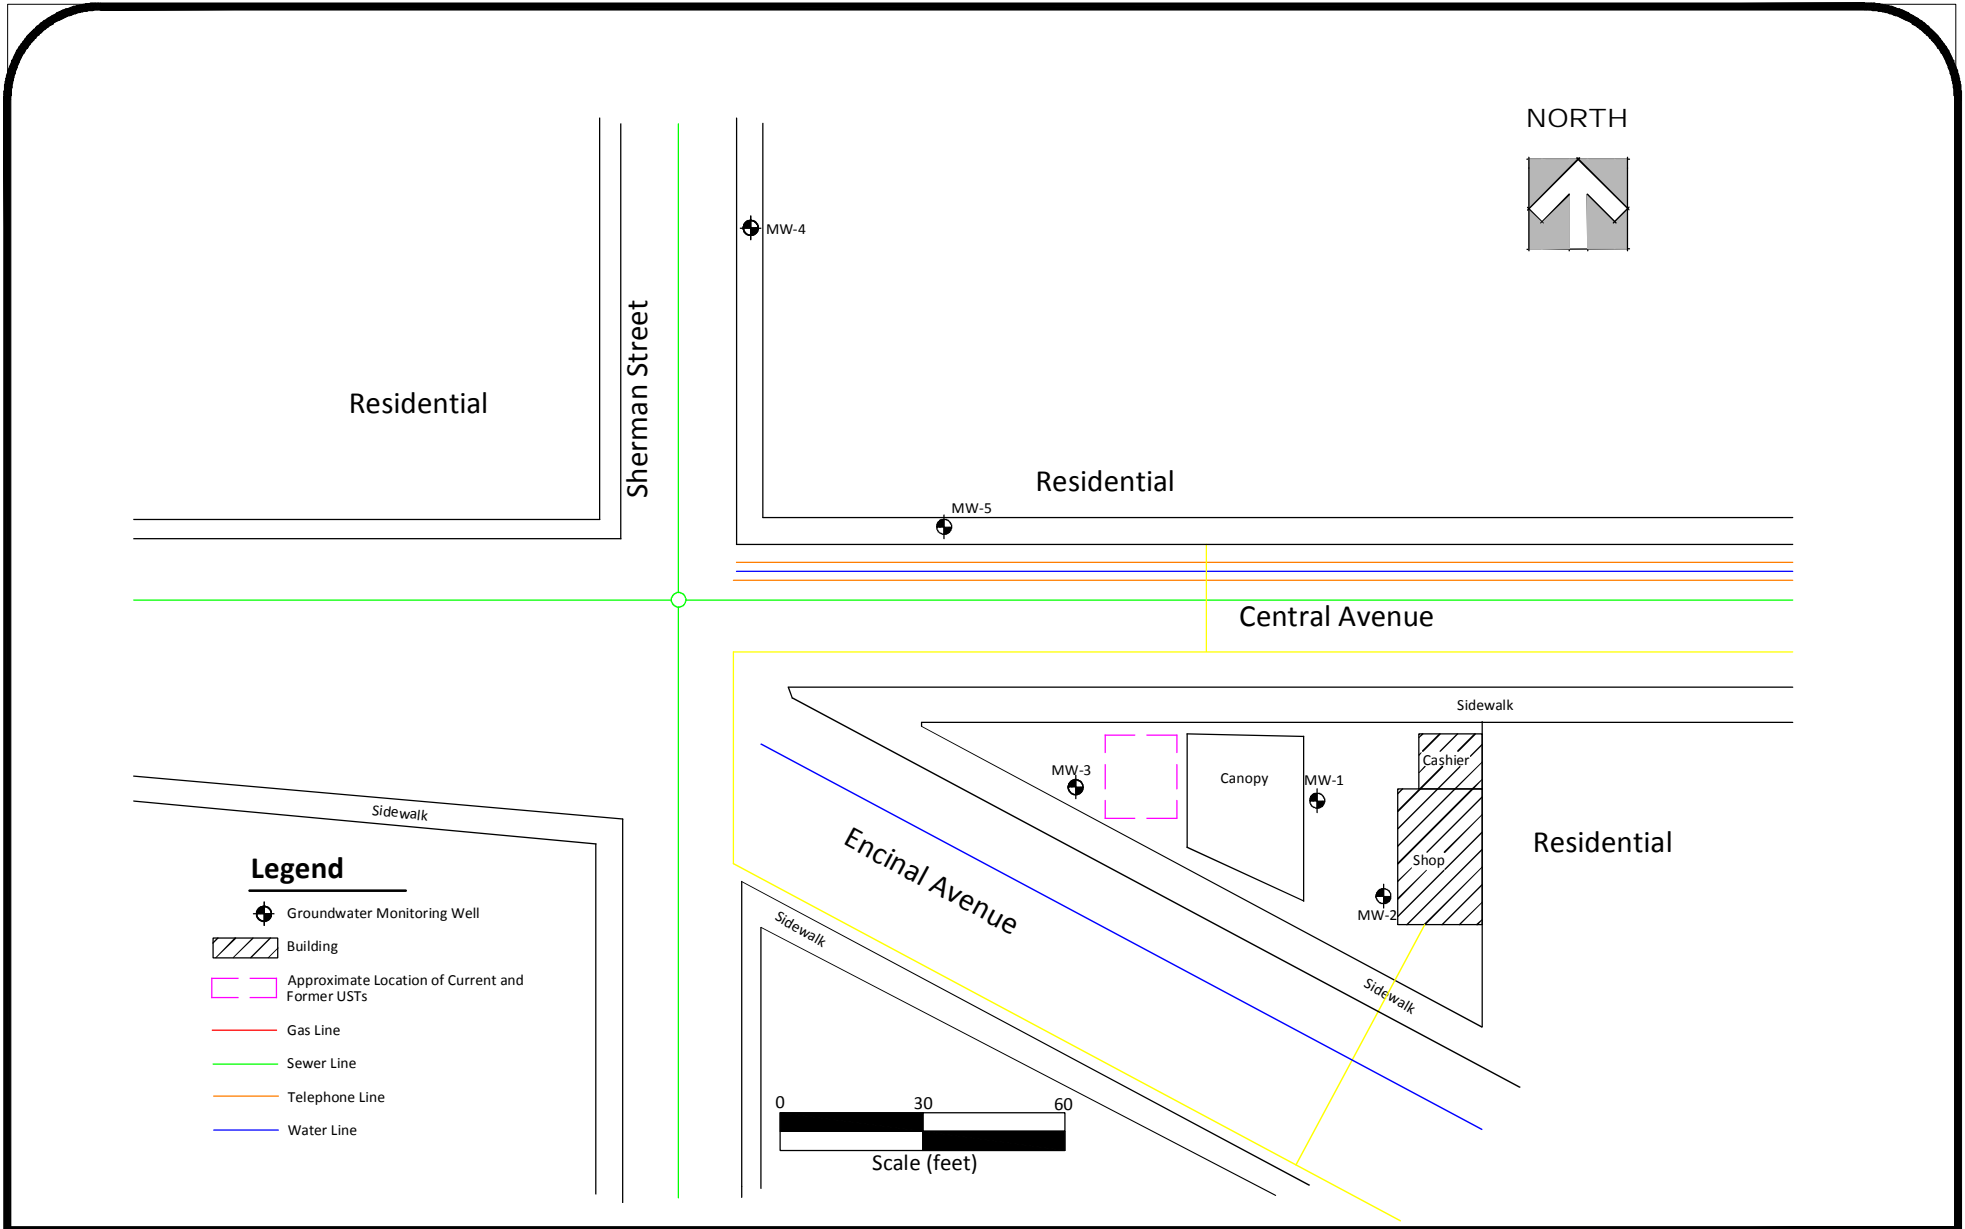 NORTH
MW-4
Sherman Street
Residential
Residential
MW-5
Central Avenue
Sidewalk
Cashier
MW-3
Canopy
MW-1
Sidewalk
Encinal Avenue
Residential
Shop
MW-2
Sidewalk
Sidewalk
Legend
Groundwater Monitoring Well
Building
Approximate Location of Current and
Former USTs
Gas Line
Sewer Line
Telephone Line
Water Line
0 30 60
Scale (feet)